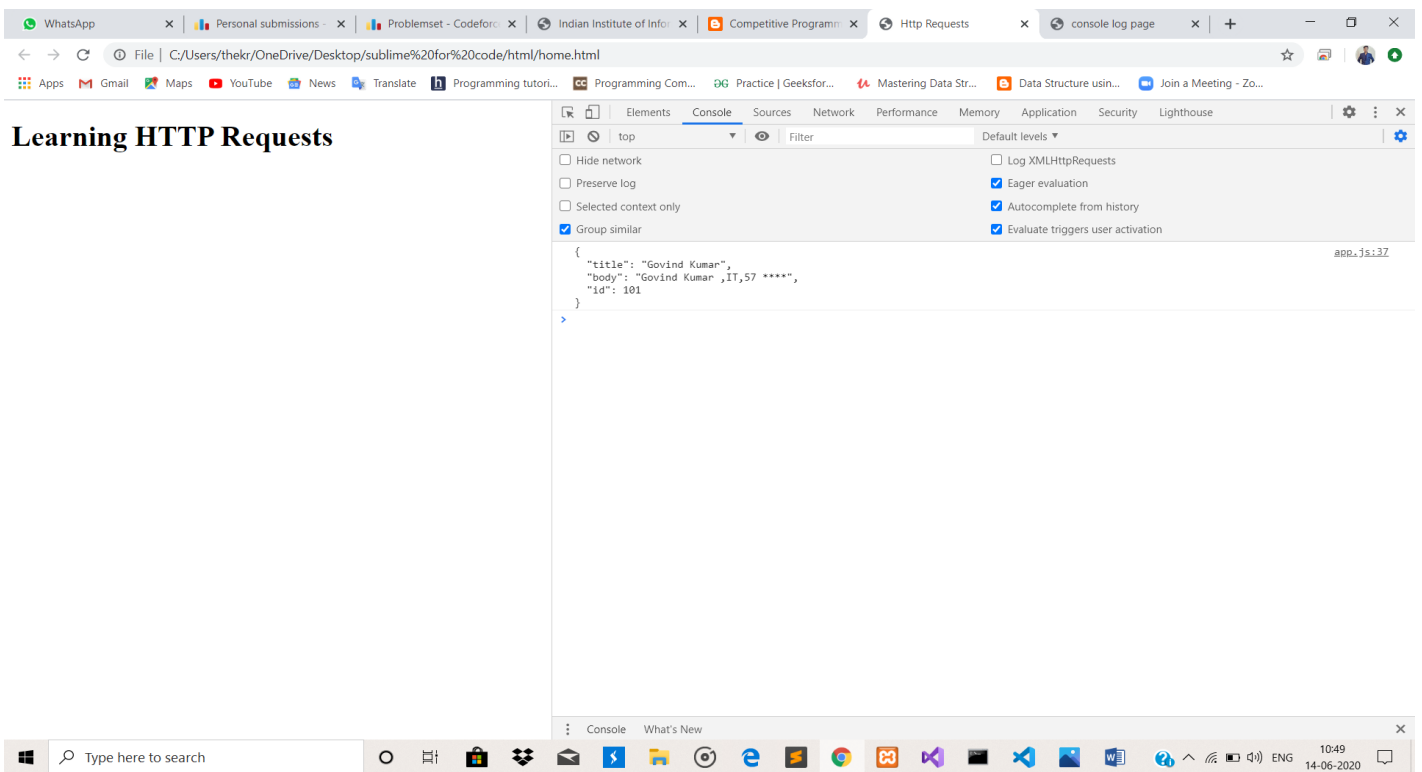 WhatsApp Personal submissions - Problemset - Codeforc Indian Institute of Infor Competitive Programm Http Requests console log page
File | C:/Users/thekr/OneDrive/Desktop/sublime%20for%20code/html/home.html
Apps Gmail Maps YouTube News Translate Programming tutori... Programming Com... Practice | Geeksfor... Mastering Data Str... Data Structure usin... Join a Meeting - Zo...
Learning HTTP Requests
Elements Console Sources Network Performance Memory Application Security Lighthouse
top Filter Default levels
Hide network Log XMLHttpRequests
Preserve log Eager evaluation
Selected context only Autocomplete from history
Group similar Evaluate triggers user activation
{ app.js:37
"title": "Govind Kumar",
"body": "Govind Kumar ,IT,57 ****",
"id": 101
}
>
Console What's New
Type here to search ENG 10:49
14-06-2020